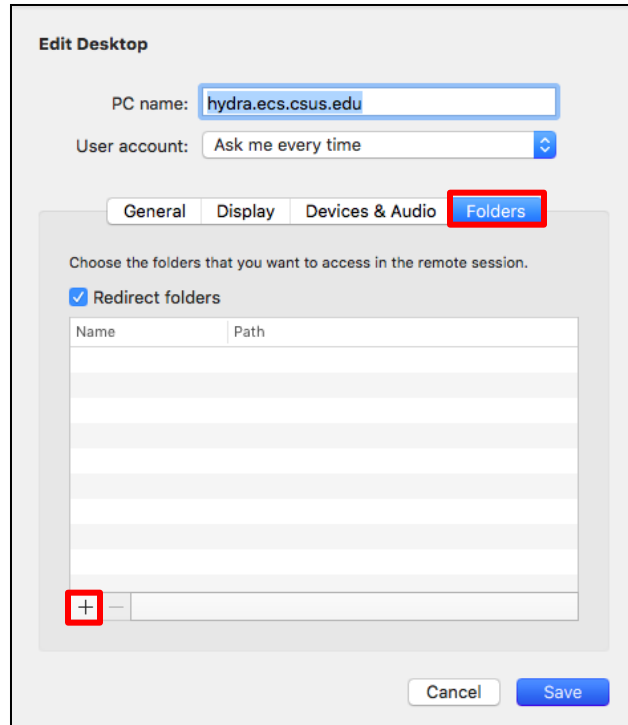 Edit Desktop
PC name: hydra.ecs.csus.edu
User account: Ask me every time
General Display Devices & Audio Folders
Choose the folders that you want to access in the remote session.
Redirect folders
Name Path
+ −
Cancel Save